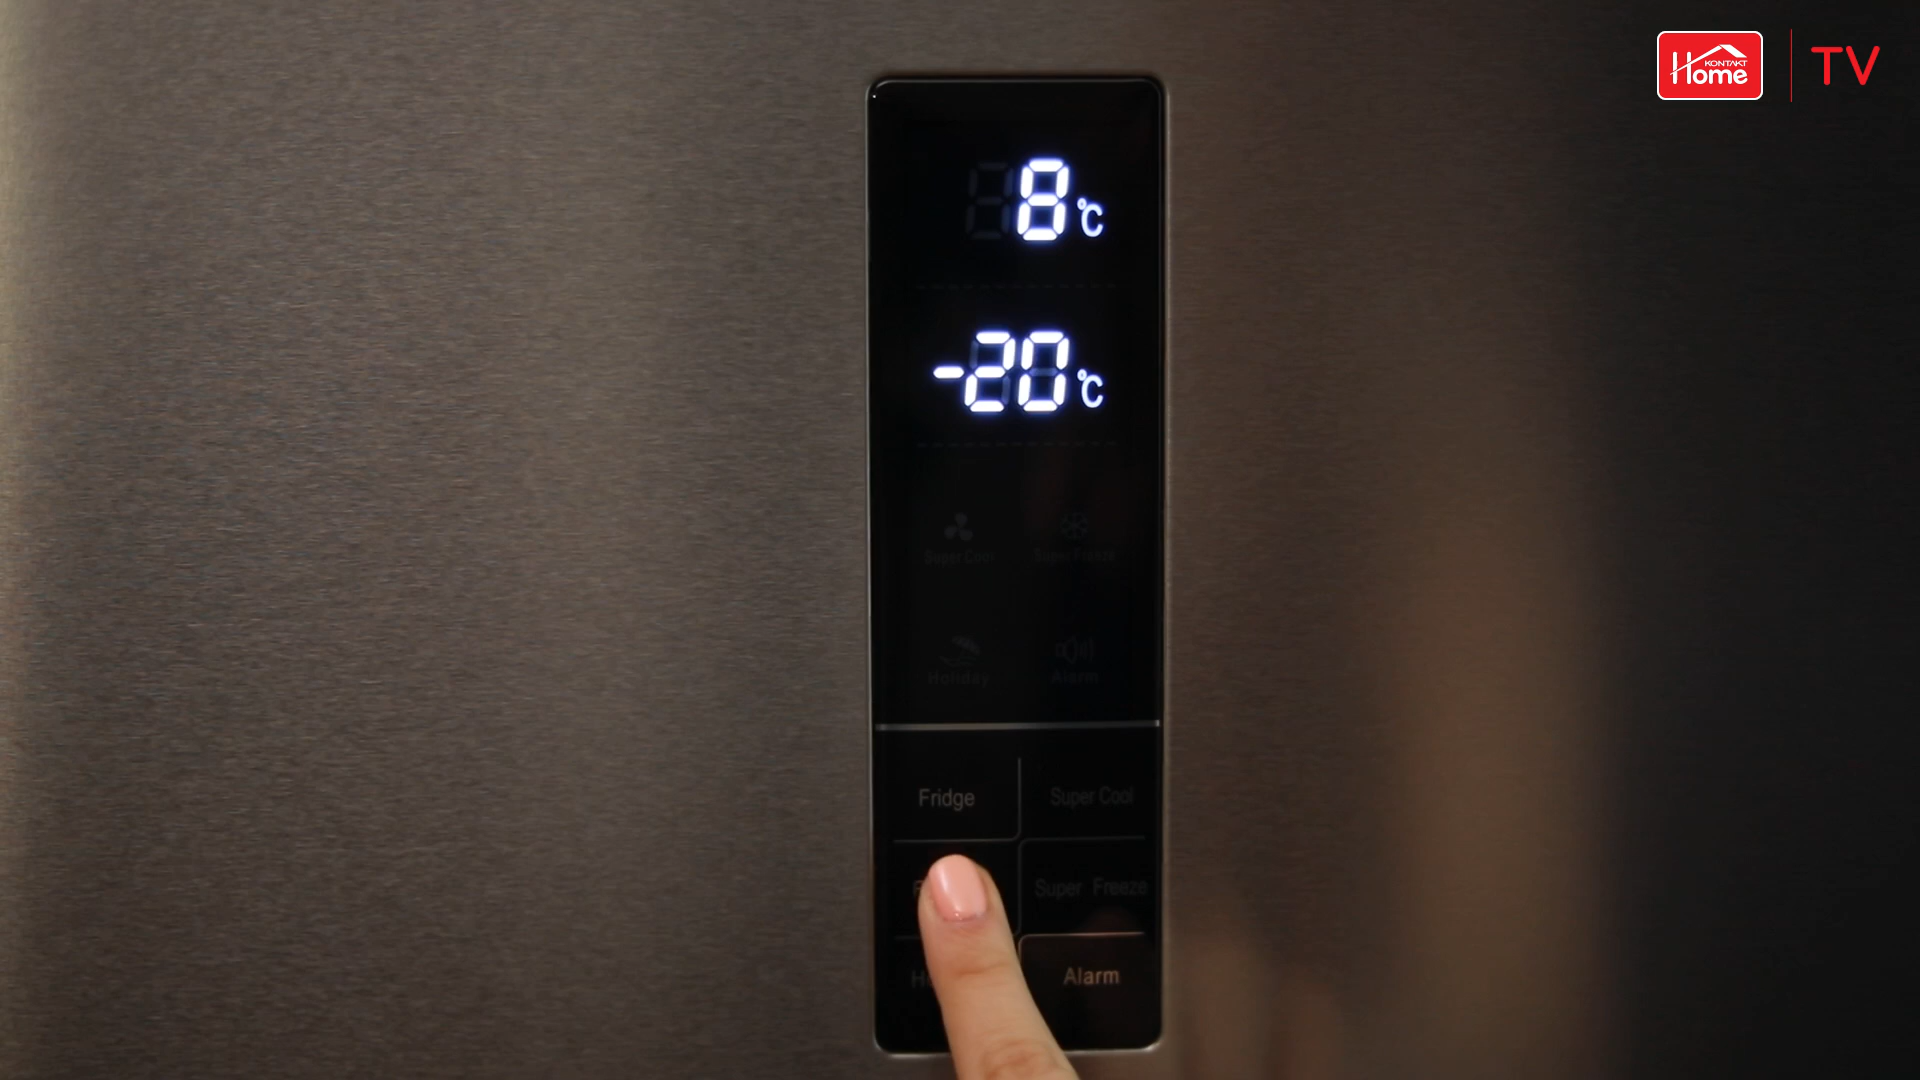 KONTAKT
Home
TV
8°C
-20°C
Super Cool
Super Freeze
Holiday
Alarm
Fridge
Super Cool
Super Freeze
Alarm